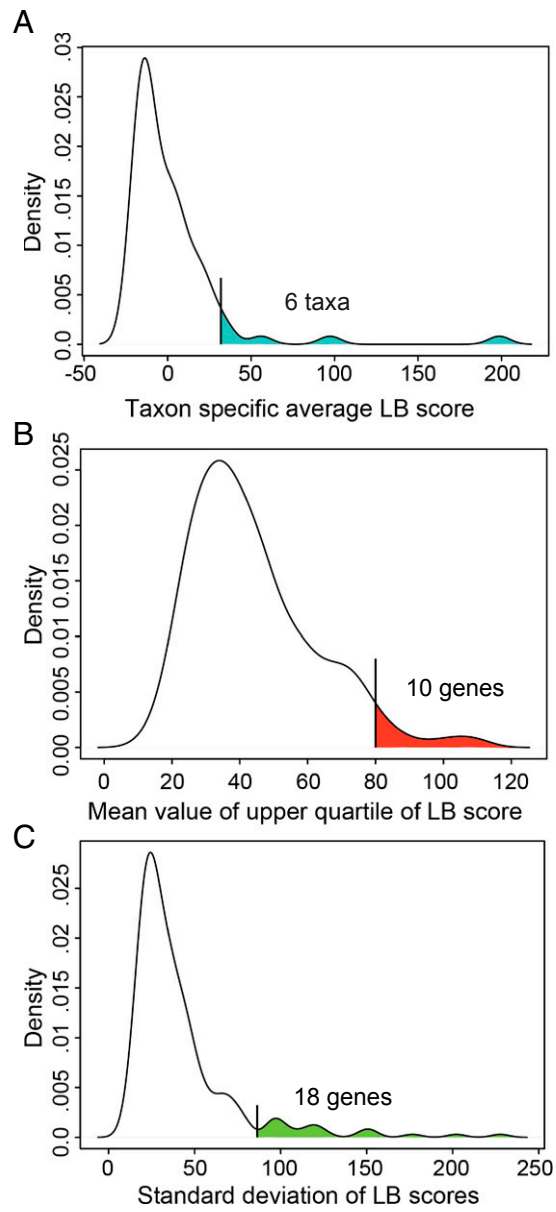 A
.03
.025
.02
.015
.01
.005
0.0
Density
6 taxa
-50 0 50 100 150 200
Taxon specific average LB score
B
0.025
0.02
0.015
0.01
0.005
0.00
Density
10 genes
0 20 40 60 80 100 120
Mean value of upper quartile of LB score
C
.025
.02
.015
.01
.005
0.0
Density
18 genes
0 50 100 150 200 250
Standard deviation of LB scores